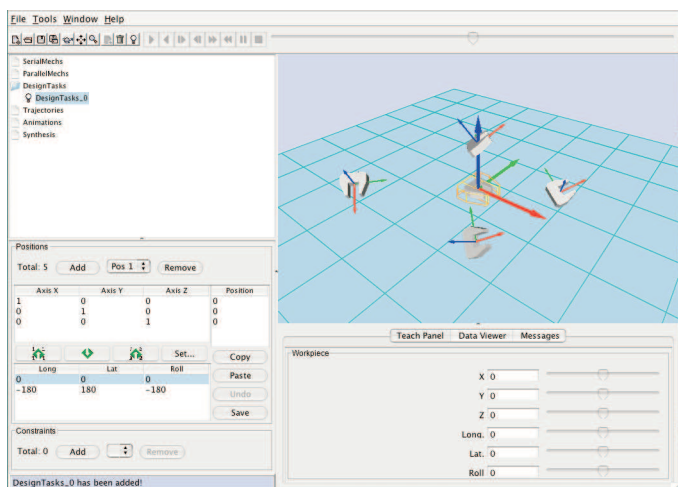 File Tools Window Help
SerialMechs
ParallelMechs
DesignTasks
DesignTasks_0
Trajectories
Animations
Synthesis
Positions
Total: 5 Add Pos 1 Remove
Axis X Axis Y Axis Z Position
1 0 0 0
0 1 0 0
0 0 1 0
Set... Copy
Long Lat Roll
0 0 0
-180 180 -180
Paste
Undo
Save
Constraints
Total: 0 Add Remove
DesignTasks_0 has been added!
Teach Panel Data Viewer Messages
Workpiece
X 0
Y 0
Z 0
Long. 0
Lat. 0
Roll 0